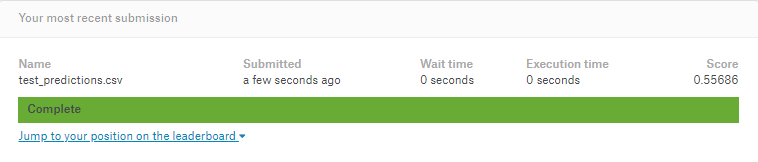 Your most recent submission
Name Submitted Wait time Execution time Score
test_predictions.csv a few seconds ago 0 seconds 0 seconds 0.55686
Complete
Jump to your position on the leaderboard